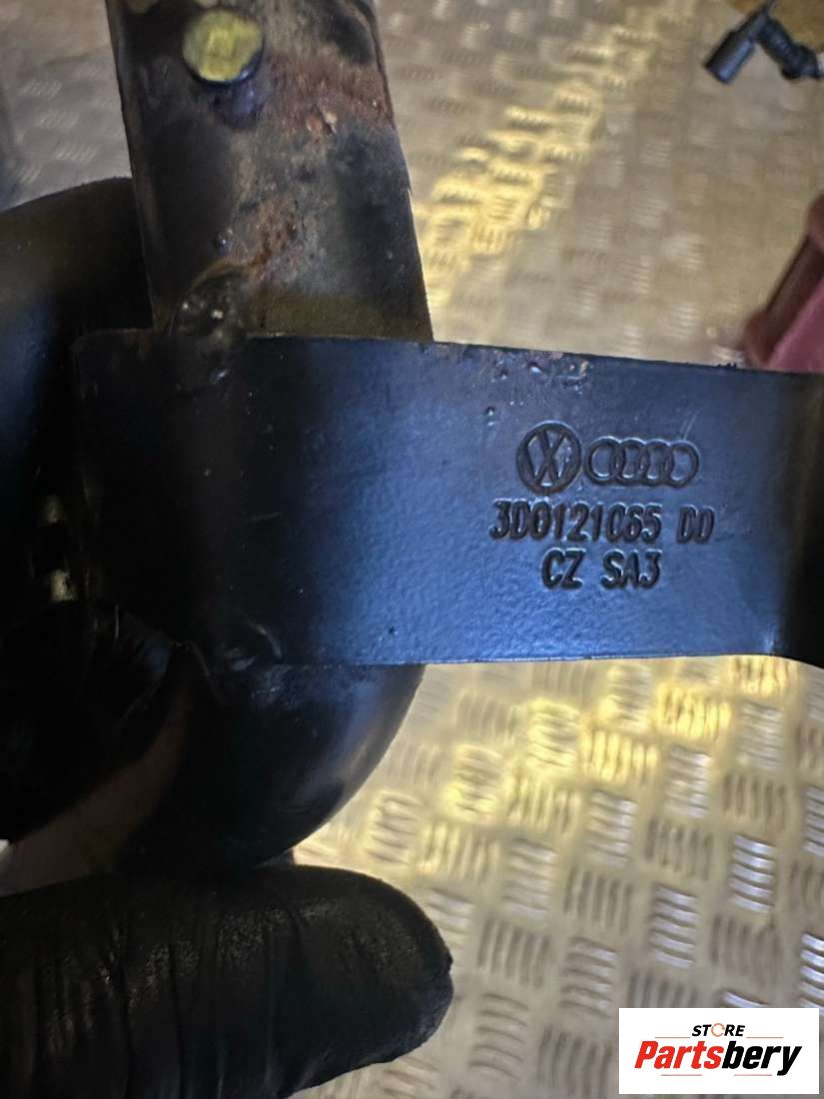 3D0121065 DD
CZ SA3
STORE
Partsbery